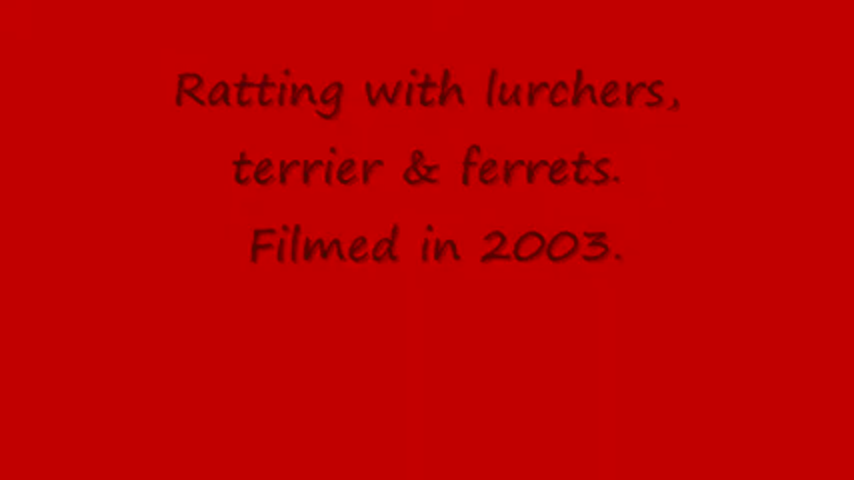 Ratting with lurchers,
terrier & ferrets.
Filmed in 2003.